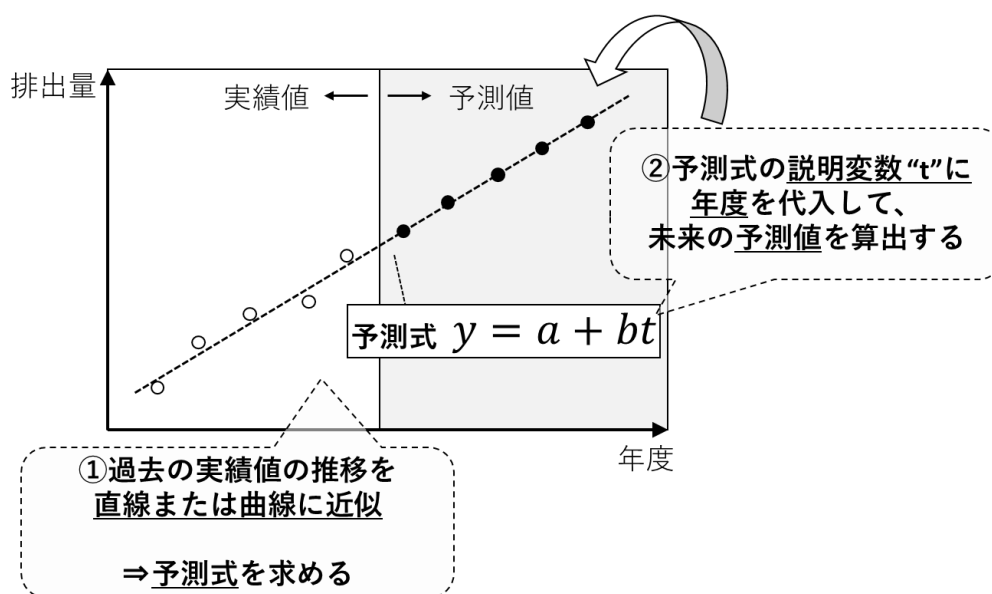 排出量
実績値
予測値
②予測式の説明変数“t”に
年度を代入して、
未来の予測値を算出する
予測式 y = a + bt
年度
①過去の実績値の推移を
直線または曲線に近似
⇒予測式を求める